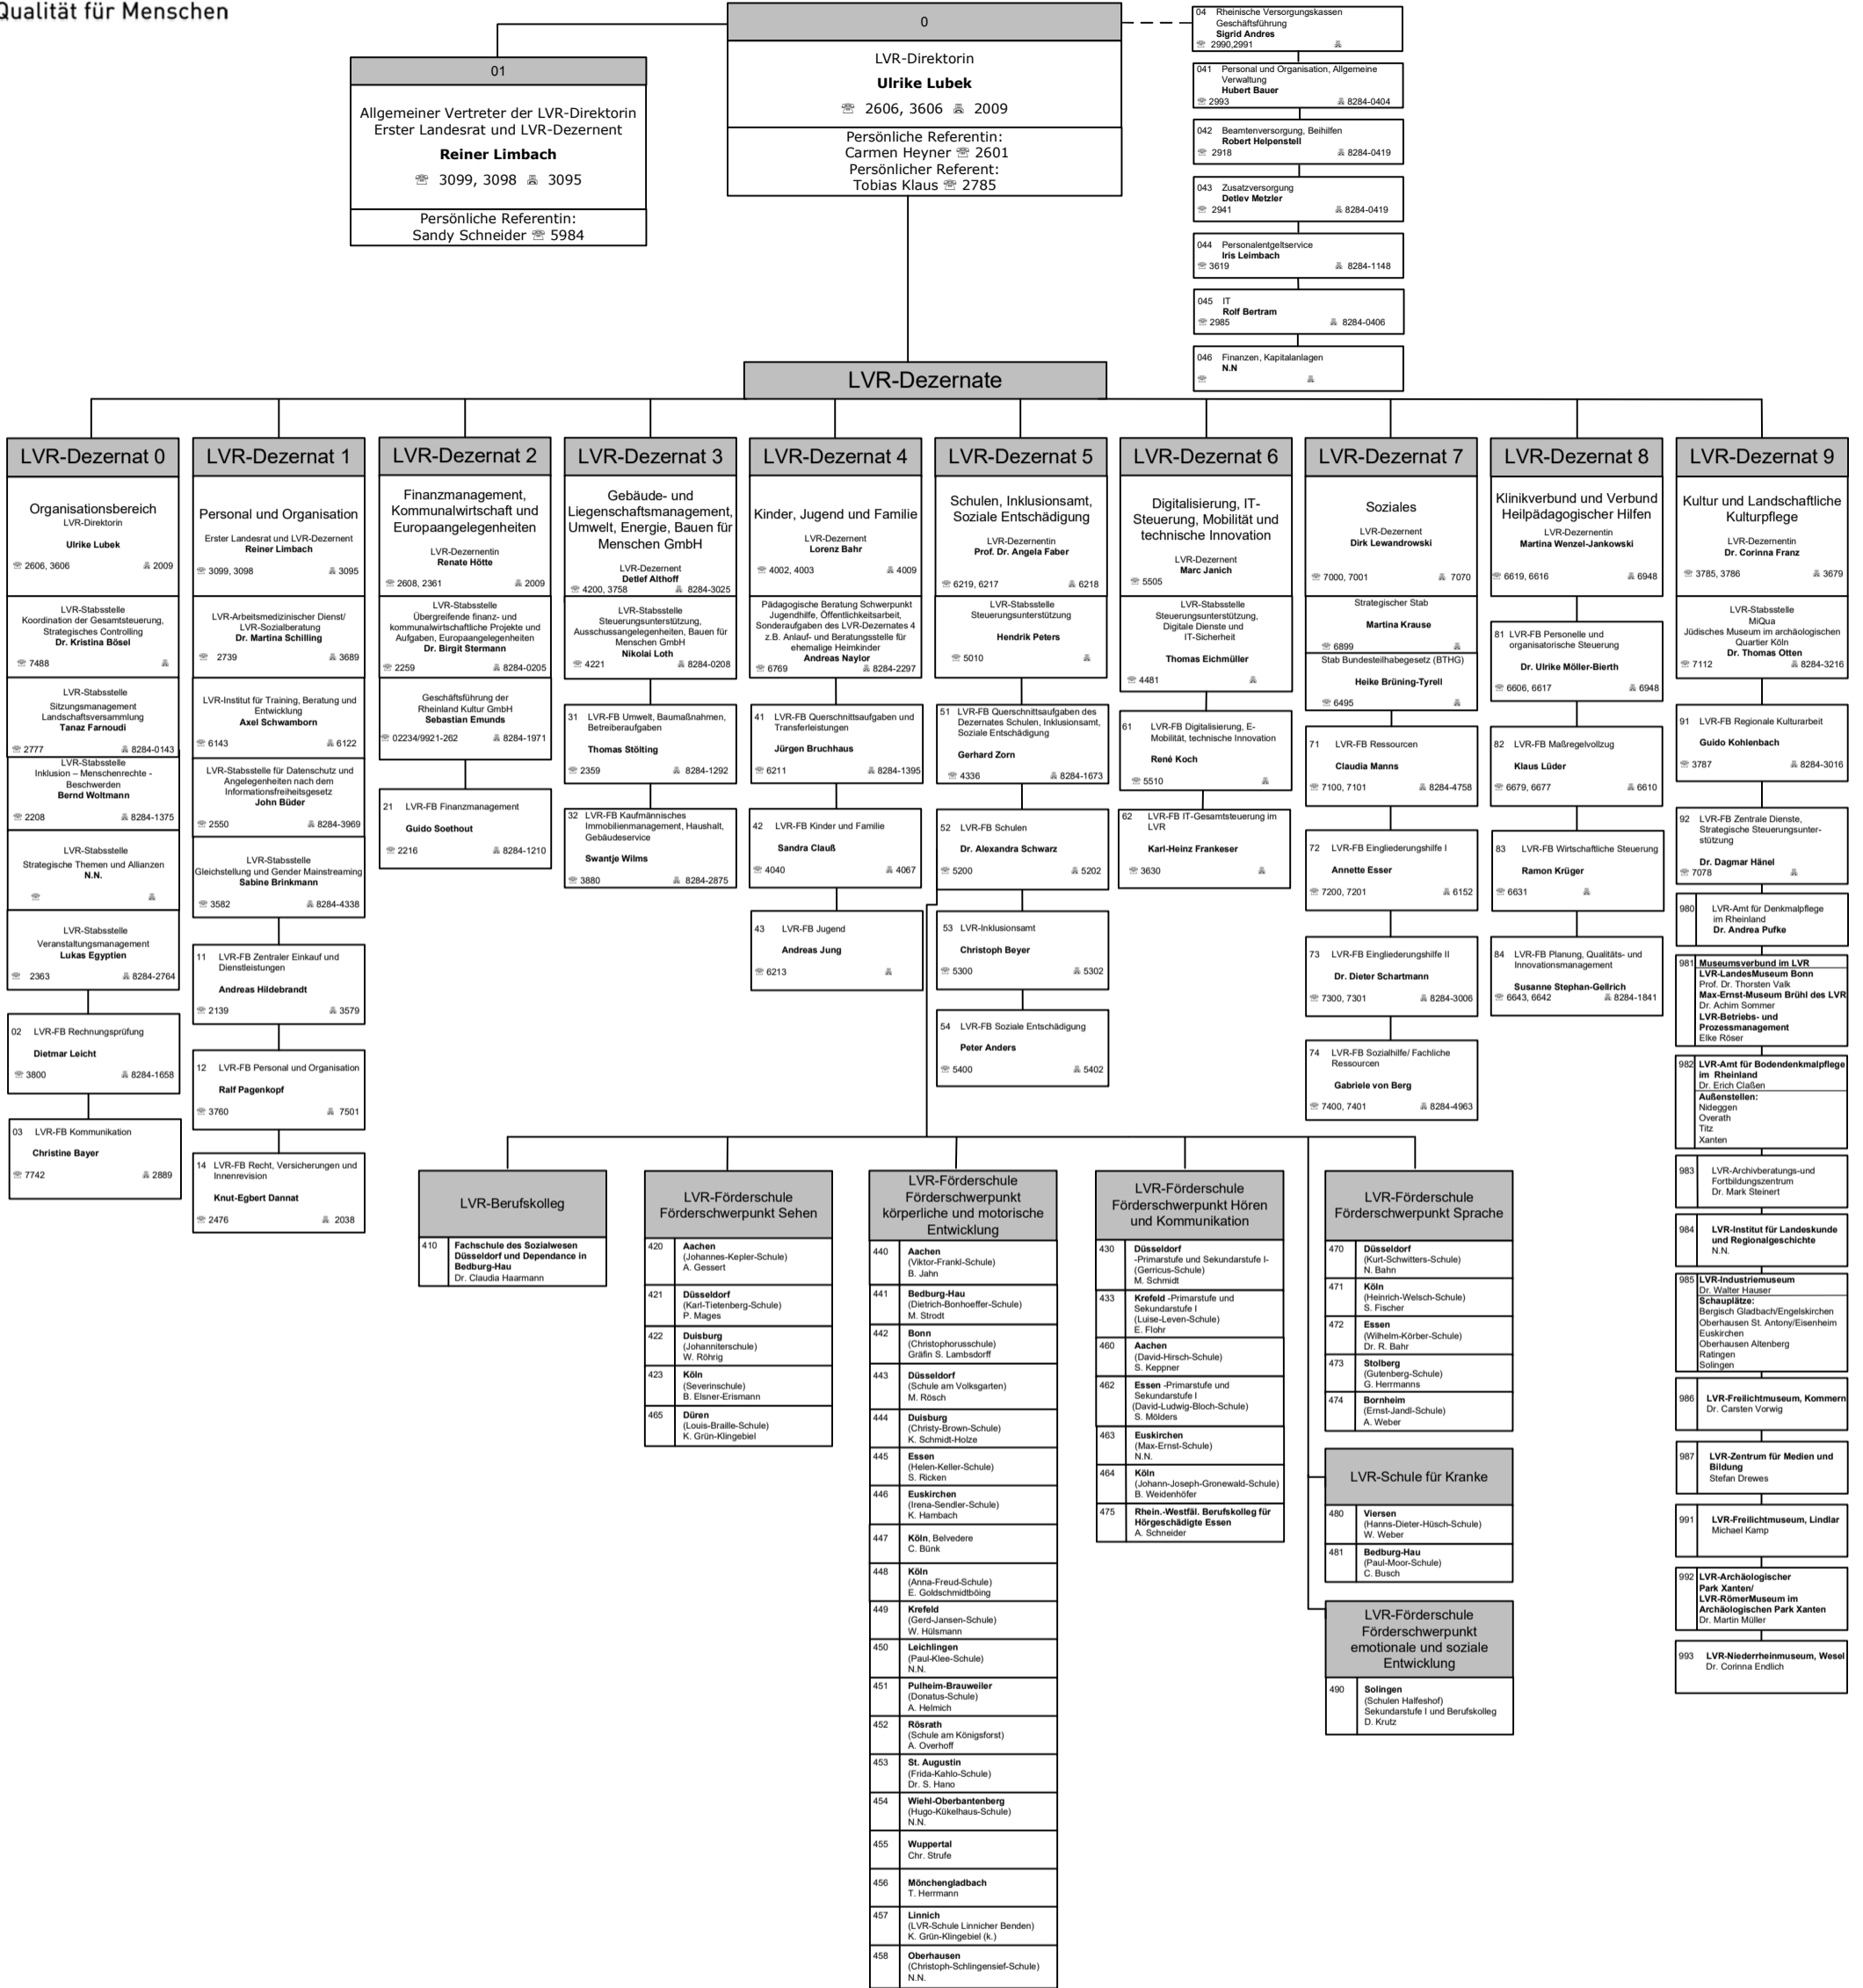 Qualität für Menschen
0
LVR-Direktorin
Ulrike Lubek
☏ 2606, 3606 🖷 2009
Persönliche Referentin:
Carmen Heyner ☏ 2601
Persönlicher Referent:
Tobias Klaus ☏ 2785
01
Allgemeiner Vertreter der LVR-Direktorin
Erster Landesrat und LVR-Dezernent
Reiner Limbach
☏ 3099, 3098 🖷 3095
Persönliche Referentin:
Sandy Schneider ☏ 5984
04 Rheinische Versorgungskassen
Geschäftsführung
Sigrid Andres
☏ 2990,2991 🖷
041 Personal und Organisation, Allgemeine
Verwaltung
Hubert Bauer
☏ 2993 🖷 8284-0404
042 Beamtenversorgung, Beihilfen
Robert Helpenstell
☏ 2918 🖷 8284-0419
043 Zusatzversorgung
Detlev Metzler
☏ 2941 🖷 8284-0419
044 Personalentgeltservice
Iris Leimbach
☏ 3619 🖷 8284-1148
045 IT
Rolf Bertram
☏ 2985 🖷 8284-0406
046 Finanzen, Kapitalanlagen
N.N
☏ 🖷
LVR-Dezernate
LVR-Dezernat 0
Organisationsbereich
LVR-Direktorin
Ulrike Lubek
☏ 2606, 3606 🖷 2009
LVR-Stabsstelle
Koordination der Gesamtsteuerung,
Strategisches Controlling
Dr. Kristina Bösel
☏ 7488 🖷
LVR-Stabsstelle
Sitzungsmanagement
Landschaftsversammlung
Tanaz Farnoudi
☏ 2777 🖷 8284-0143
LVR-Stabsstelle
Inklusion – Menschenrechte -
Beschwerden
Bernd Woltmann
☏ 2208 🖷 8284-1375
LVR-Stabsstelle
Strategische Themen und Allianzen
N.N.
☏ 🖷
LVR-Stabsstelle
Veranstaltungsmanagement
Lukas Egyptien
☏ 2363 🖷 8284-2764
02 LVR-FB Rechnungsprüfung
Dietmar Leicht
☏ 3800 🖷 8284-1658
03 LVR-FB Kommunikation
Christine Bayer
☏ 7742 🖷 2889
LVR-Dezernat 1
Personal und Organisation
Erster Landesrat und LVR-Dezernent
Reiner Limbach
☏ 3099, 3098 🖷 3095
LVR-Arbeitsmedizinischer Dienst/
LVR-Sozialberatung
Dr. Martina Schilling
☏ 2739 🖷 3689
LVR-Institut für Training, Beratung und
Entwicklung
Axel Schwamborn
☏ 6143 🖷 6122
LVR-Stabsstelle für Datenschutz und
Angelegenheiten nach dem
Informationsfreiheitsgesetz
John Büder
☏ 2550 🖷 8284-3969
LVR-Stabsstelle
Gleichstellung und Gender Mainstreaming
Sabine Brinkmann
☏ 3582 🖷 8284-4338
11 LVR-FB Zentraler Einkauf und
Dienstleistungen
Andreas Hildebrandt
☏ 2139 🖷 3579
12 LVR-FB Personal und Organisation
Ralf Pagenkopf
☏ 3760 🖷 7501
14 LVR-FB Recht, Versicherungen und
Innenrevision
Knut-Egbert Dannat
☏ 2476 🖷 2038
LVR-Dezernat 2
Finanzmanagement,
Kommunalwirtschaft und
Europaangelegenheiten
LVR-Dezernentin
Renate Hötte
☏ 2608, 2361 🖷 2009
LVR-Stabsstelle
Übergreifende finanz- und
kommunalwirtschaftliche Projekte und
Aufgaben, Europaangelegenheiten
Dr. Birgit Stermann
☏ 2259 🖷 8284-0205
Geschäftsführung der
Rheinland Kultur GmbH
Sebastian Emunds
☏ 02234/9921-262 🖷 8284-1971
21 LVR-FB Finanzmanagement
Guido Soethout
☏ 2216 🖷 8284-1210
LVR-Dezernat 3
Gebäude- und
Liegenschaftsmanagement,
Umwelt, Energie, Bauen für
Menschen GmbH
LVR-Dezernent
Detlef Althoff
☏ 4200, 3758 🖷 8284-3025
LVR-Stabsstelle
Steuerungsunterstützung,
Ausschussangelegenheiten, Bauen für
Menschen GmbH
Nikolai Loth
☏ 4221 🖷 8284-0208
31 LVR-FB Umwelt, Baumaßnahmen,
Betreiberaufgaben
Thomas Stölting
☏ 2359 🖷 8284-1292
32 LVR-FB Kaufmännisches
Immobilienmanagement, Haushalt,
Gebäudeservice
Swantje Wilms
☏ 3880 🖷 8284-2875
LVR-Dezernat 4
Kinder, Jugend und Familie
LVR-Dezernent
Lorenz Bahr
☏ 4002, 4003 🖷 4009
Pädagogische Beratung Schwerpunkt
Jugendhilfe, Öffentlichkeitsarbeit,
Sonderaufgaben des LVR-Dezernates 4
z.B. Anlauf- und Beratungsstelle für
ehemalige Heimkinder
Andreas Naylor
☏ 6769 🖷 8284-2297
41 LVR-FB Querschnittsaufgaben und
Transferleistungen
Jürgen Bruchhaus
☏ 6211 🖷 8284-1395
42 LVR-FB Kinder und Familie
Sandra Clauß
☏ 4040 🖷 4067
43 LVR-FB Jugend
Andreas Jung
☏ 6213 🖷
LVR-Dezernat 5
Schulen, Inklusionsamt,
Soziale Entschädigung
LVR-Dezernentin
Prof. Dr. Angela Faber
☏ 6219, 6217 🖷 6218
LVR-Stabsstelle
Steuerungsunterstützung
Hendrik Peters
☏ 5010 🖷
51 LVR-FB Querschnittsaufgaben des
Dezernates Schulen, Inklusionsamt,
Soziale Entschädigung
Gerhard Zorn
☏ 4336 🖷 8284-1673
52 LVR-FB Schulen
Dr. Alexandra Schwarz
☏ 5200 🖷 5202
53 LVR-Inklusionsamt
Christoph Beyer
☏ 5300 🖷 5302
54 LVR-FB Soziale Entschädigung
Peter Anders
☏ 5400 🖷 5402
LVR-Dezernat 6
Digitalisierung, IT-
Steuerung, Mobilität und
technische Innovation
LVR-Dezernent
Marc Janich
☏ 5505
LVR-Stabsstelle
Steuerungsunterstützung,
Digitale Dienste und
IT-Sicherheit
Thomas Eichmüller
☏ 4481 🖷
61 LVR-FB Digitalisierung, E-
Mobilität, technische Innovation
René Koch
☏ 5510 🖷
62 LVR-FB IT-Gesamtsteuerung im
LVR
Karl-Heinz Frankeser
☏ 3630 🖷
LVR-Dezernat 7
Soziales
LVR-Dezernent
Dirk Lewandrowski
☏ 7000, 7001 🖷 7070
Strategischer Stab
Martina Krause
☏ 6899 🖷
Stab Bundesteilhabegesetz (BTHG)
Heike Brüning-Tyrell
☏ 6495 🖷
71 LVR-FB Ressourcen
Claudia Manns
☏ 7100, 7101 🖷 8284-4758
72 LVR-FB Eingliederungshilfe I
Annette Esser
☏ 7200, 7201 🖷 6152
73 LVR-FB Eingliederungshilfe II
Dr. Dieter Schartmann
☏ 7300, 7301 🖷 8284-3006
74 LVR-FB Sozialhilfe/ Fachliche
Ressourcen
Gabriele von Berg
☏ 7400, 7401 🖷 8284-4963
LVR-Dezernat 8
Klinikverbund und Verbund
Heilpädagogischer Hilfen
LVR-Dezernentin
Martina Wenzel-Jankowski
☏ 6619, 6616 🖷 6948
81 LVR-FB Personelle und
organisatorische Steuerung
Dr. Ulrike Möller-Bierth
☏ 6606, 6617 🖷 6948
82 LVR-FB Maßregelvollzug
Klaus Lüder
☏ 6679, 6677 🖷 6610
83 LVR-FB Wirtschaftliche Steuerung
Ramon Krüger
☏ 6631 🖷
84 LVR-FB Planung, Qualitäts- und
Innovationsmanagement
Susanne Stephan-Gellrich
☏ 6643, 6642 🖷 8284-1841
LVR-Dezernat 9
Kultur und Landschaftliche
Kulturpflege
LVR-Dezernentin
Dr. Corinna Franz
☏ 3785, 3786 🖷 3679
LVR-Stabsstelle
MiQua
Jüdisches Museum im archäologischen
Quartier Köln
Dr. Thomas Otten
☏ 7112 🖷 8284-3216
91 LVR-FB Regionale Kulturarbeit
Guido Kohlenbach
☏ 3787 🖷 8284-3016
92 LVR-FB Zentrale Dienste,
Strategische Steuerungsunter-
stützung
Dr. Dagmar Hänel
☏ 7078 🖷
980 LVR-Amt für Denkmalpflege
im Rheinland
Dr. Andrea Pufke
981 Museumsverbund im LVR
LVR-LandesMuseum Bonn
Prof. Dr. Thorsten Valk
Max-Ernst-Museum Brühl des LVR
Dr. Achim Sommer
LVR-Betriebs- und
Prozessmanagement
Elke Röser
982 LVR-Amt für Bodendenkmalpflege
im Rheinland
Dr. Erich Claßen
Außenstellen:
Nideggen
Overath
Titz
Xanten
983 LVR-Archivberatungs-und
Fortbildungszentrum
Dr. Mark Steinert
984 LVR-Institut für Landeskunde
und Regionalgeschichte
N.N.
985 LVR-Industriemuseum
Dr. Walter Hauser
Schauplätze:
Bergisch Gladbach/Engelskirchen
Oberhausen St. Antony/Eisenheim
Euskirchen
Oberhausen Altenberg
Ratingen
Solingen
986 LVR-Freilichtmuseum, Kommern
Dr. Carsten Vorwig
987 LVR-Zentrum für Medien und
Bildung
Stefan Drewes
991 LVR-Freilichtmuseum, Lindlar
Michael Kamp
992 LVR-Archäologischer
Park Xanten/
LVR-RömerMuseum im
Archäologischen Park Xanten
Dr. Martin Müller
993 LVR-Niederrheinmuseum, Wesel
Dr. Corinna Endlich
LVR-Berufskolleg
410 Fachschule des Sozialwesen
Düsseldorf und Dependance in
Bedburg-Hau
Dr. Claudia Haarmann
LVR-Förderschule
Förderschwerpunkt Sehen
420 Aachen
(Johannes-Kepler-Schule)
A. Gessert
421 Düsseldorf
(Karl-Tietenberg-Schule)
P. Mages
422 Duisburg
(Johanniterschule)
W. Röhrig
423 Köln
(Severinschule)
B. Elsner-Erismann
465 Düren
(Louis-Braille-Schule)
K. Grün-Klingebiel
LVR-Förderschule
Förderschwerpunkt
körperliche und motorische
Entwicklung
440 Aachen
(Viktor-Frankl-Schule)
B. Jahn
441 Bedburg-Hau
(Dietrich-Bonhoeffer-Schule)
M. Strodt
442 Bonn
(Christophorusschule)
Gräfin S. Lambsdorff
443 Düsseldorf
(Schule am Volksgarten)
M. Rösch
444 Duisburg
(Christy-Brown-Schule)
K. Schmidt-Holze
445 Essen
(Helen-Keller-Schule)
S. Ricken
446 Euskirchen
(Irena-Sendler-Schule)
K. Hambach
447 Köln, Belvedere
C. Bünk
448 Köln
(Anna-Freud-Schule)
E. Goldschmidtböing
449 Krefeld
(Gerd-Jansen-Schule)
W. Hülsmann
450 Leichlingen
(Paul-Klee-Schule)
N.N.
451 Pulheim-Brauweiler
(Donatus-Schule)
A. Helmich
452 Rösrath
(Schule am Königsforst)
A. Overhoff
453 St. Augustin
(Frida-Kahlo-Schule)
Dr. S. Hano
454 Wiehl-Oberbantenberg
(Hugo-Kükelhaus-Schule)
N.N.
455 Wuppertal
Chr. Strufe
456 Mönchengladbach
T. Herrmann
457 Linnich
(LVR-Schule Linnicher Benden)
K. Grün-Klingebiel (k.)
458 Oberhausen
(Christoph-Schlingensief-Schule)
N.N.
LVR-Förderschule
Förderschwerpunkt Hören
und Kommunikation
430 Düsseldorf
-Primarstufe und Sekundarstufe I-
(Gerricus-Schule)
M. Schmidt
433 Krefeld -Primarstufe und
Sekundarstufe I
(Luise-Leven-Schule)
E. Flohr
460 Aachen
(David-Hirsch-Schule)
S. Keppner
462 Essen -Primarstufe und
Sekundarstufe I
(David-Ludwig-Bloch-Schule)
S. Mölders
463 Euskirchen
(Max-Ernst-Schule)
N.N.
464 Köln
(Johann-Joseph-Gronewald-Schule)
B. Weidenhöfer
475 Rhein.-Westfäl. Berufskolleg für
Hörgeschädigte Essen
A. Schneider
LVR-Förderschule
Förderschwerpunkt Sprache
470 Düsseldorf
(Kurt-Schwitters-Schule)
N. Bahn
471 Köln
(Heinrich-Welsch-Schule)
S. Fischer
472 Essen
(Wilhelm-Körber-Schule)
Dr. R. Bahr
473 Stolberg
(Gutenberg-Schule)
G. Herrmanns
474 Bornheim
(Ernst-Jandl-Schule)
A. Weber
LVR-Schule für Kranke
480 Viersen
(Hanns-Dieter-Hüsch-Schule)
W. Weber
481 Bedburg-Hau
(Paul-Moor-Schule)
C. Busch
LVR-Förderschule
Förderschwerpunkt
emotionale und soziale
Entwicklung
490 Solingen
(Schulen Halfeshof)
Sekundarstufe I und Berufskolleg
D. Krutz